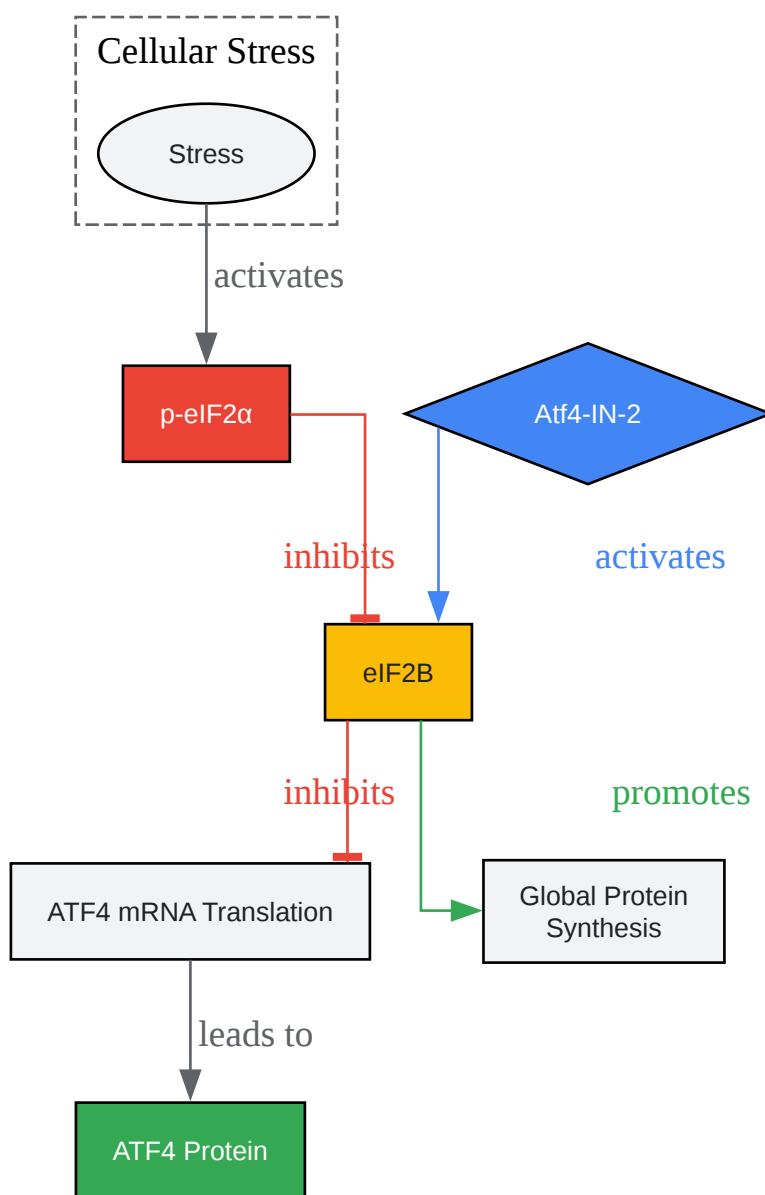 Cellular Stress
Stress
activates
p-eIF2α
Atf4-IN-2
inhibits
activates
eIF2B
inhibits
promotes
ATF4 mRNA Translation
Global Protein
Synthesis
leads to
ATF4 Protein